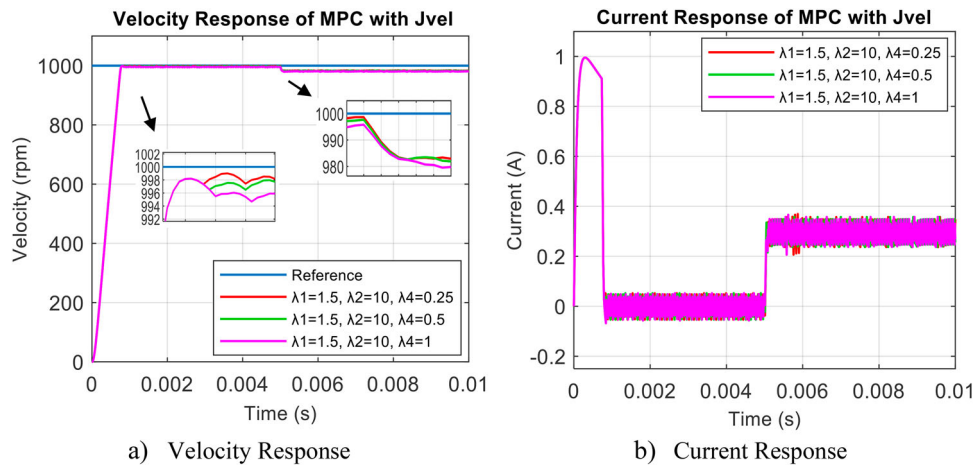 Velocity Response of MPC with Jvel
1000
800
600
400
200
0
Velocity (rpm)
1002
1000
998
996
994
992
1000
990
980
Reference
λ1=1.5, λ2=10, λ4=0.25
λ1=1.5, λ2=10, λ4=0.5
λ1=1.5, λ2=10, λ4=1
0 0.002 0.004 0.006 0.008 0.01
Time (s)
a) Velocity Response
Current Response of MPC with Jvel
1
0.8
0.6
0.4
0.2
0
-0.2
Current (A)
λ1=1.5, λ2=10, λ4=0.25
λ1=1.5, λ2=10, λ4=0.5
λ1=1.5, λ2=10, λ4=1
0 0.002 0.004 0.006 0.008 0.01
Time (s)
b) Current Response